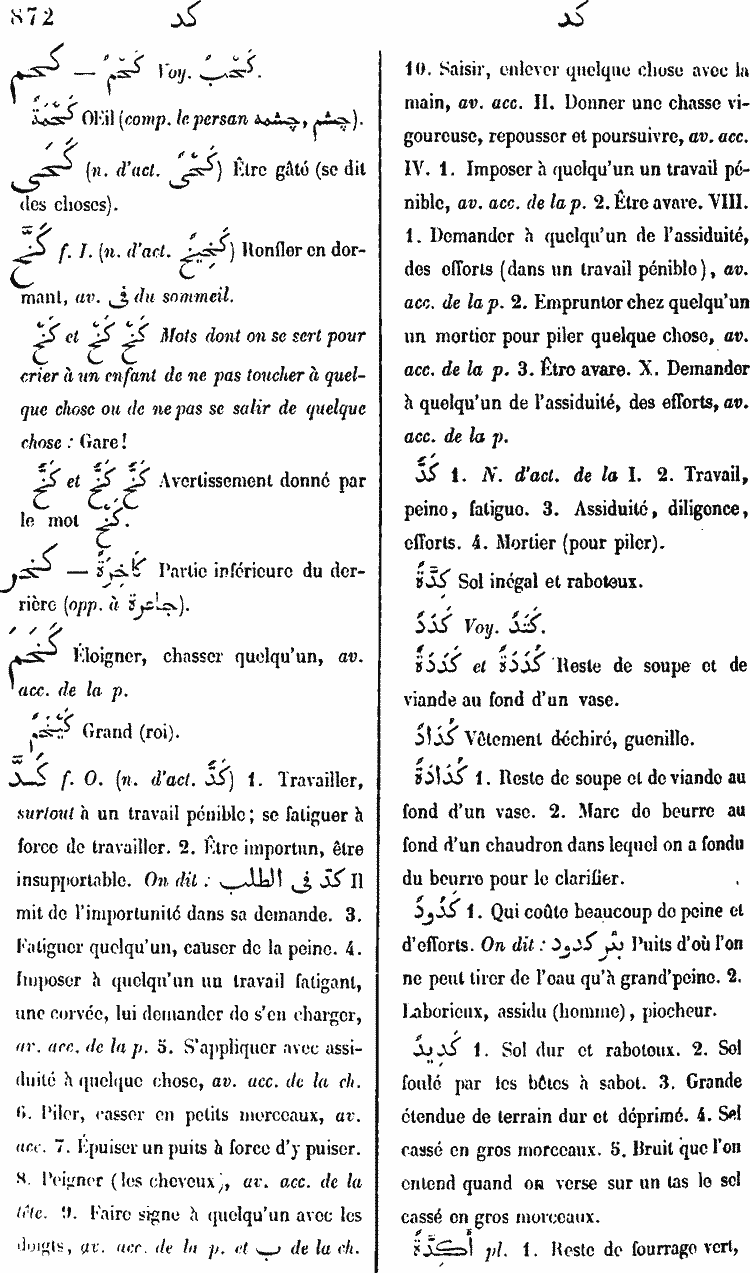 872 كد كد
كحم — كَحْمٌ Voy. كَحْبٌ.
كَحْمَةٌ Œil (comp. le persan چشم, چشمه).
كَحَى (n. d'act. كَحْىٌ) Être gâté (se dit
des choses).
كَخَّ f. I. (n. d'act. كَخِيخٌ) Ronfler en dor-
mant, av. فى du sommeil.
كَخْ et كَخْ كَخْ Mots dont on se sert pour
crier à un enfant de ne pas toucher à quel-
que chose ou de ne pas se salir de quelque
chose : Gare!
كَخٌّ et كَخٌّ كَخٌّ Avertissement donné par
le mot كَخْ.
كخر — كَاخِرَةٌ Partie inférieure du der-
rière (opp. à جاعرة).
كَخَمَ Éloigner, chasser quelqu'un, av.
acc. de la p.
كَيْخَمٌ Grand (roi).
كَدَّ f. O. (n. d'act. كَدٌّ) 1. Travailler,
surtout à un travail pénible; se fatiguer à
force de travailler. 2. Être importun, être
insupportable. On dit : كدّ فى الطلب Il
mit de l'importunité dans sa demande. 3.
Fatiguer quelqu'un, causer de la peine. 4.
Imposer à quelqu'un un travail fatigant,
une corvée, lui demander de s'en charger,
av. acc. de la p. 5. S'appliquer avec assi-
duité à quelque chose, av. acc. de la ch.
6. Piler, casser en petits morceaux, av.
acc. 7. Épuiser un puits à force d'y puiser.
8. Peigner (les cheveux), av. acc. de la
tête. 9. Faire signe à quelqu'un avec les
doigts, av. acc. de la p. et ب de la ch.
10. Saisir, enlever quelque chose avec la
main, av. acc. II. Donner une chasse vi-
goureuse, repousser et poursuivre, av. acc.
IV. 1. Imposer à quelqu'un un travail pé-
nible, av. acc. de la p. 2. Être avare. VIII.
1. Demander à quelqu'un de l'assiduité,
des efforts (dans un travail pénible), av.
acc. de la p. 2. Emprunter chez quelqu'un
un mortier pour piler quelque chose, av.
acc. de la p. 3. Être avare. X. Demander
à quelqu'un de l'assiduité, des efforts, av.
acc. de la p.
كَدٌّ 1. N. d'act. de la I. 2. Travail,
peine, fatigue. 3. Assiduité, diligence,
efforts. 4. Mortier (pour piler).
كَدَّةٌ Sol inégal et raboteux.
كَدَدٌ Voy. كَتَدٌ.
كَدَدَةٌ et كُدَدَةٌ Reste de soupe et de
viande au fond d'un vase.
كُدَادٌ Vêtement déchiré, guenille.
كُدَادَةٌ 1. Reste de soupe et de viande au
fond d'un vase. 2. Marc de beurre au
fond d'un chaudron dans lequel on a fondu
du beurre pour le clarifier.
كَدُودٌ 1. Qui coûte beaucoup de peine et
d'efforts. On dit : بئر كدود Puits d'où l'on
ne peut tirer de l'eau qu'à grand'peine. 2.
Laborieux, assidu (homme), piocheur.
كَدِيدٌ 1. Sol dur et raboteux. 2. Sol
foulé par les bêtes à sabot. 3. Grande
étendue de terrain dur et déprimé. 4. Sel
cassé en gros morceaux. 5. Bruit que l'on
entend quand on verse sur un tas le sel
cassé en gros morceaux.
أَكِدَّةٌ pl. 1. Reste de fourrage vert,